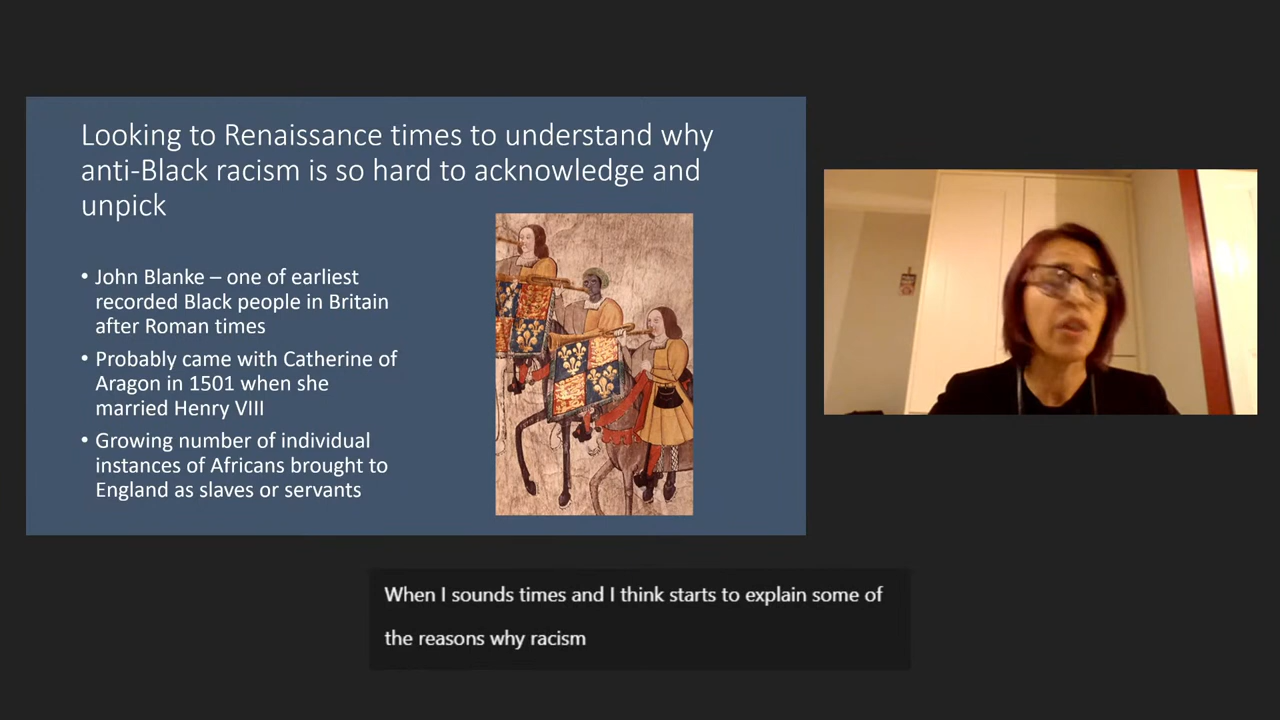 Looking to Renaissance times to understand why
anti-Black racism is so hard to acknowledge and
unpick
• John Blanke – one of earliest
recorded Black people in Britain
after Roman times
• Probably came with Catherine of
Aragon in 1501 when she
married Henry VIII
• Growing number of individual
instances of Africans brought to
England as slaves or servants
When I sounds times and I think starts to explain some of
the reasons why racism